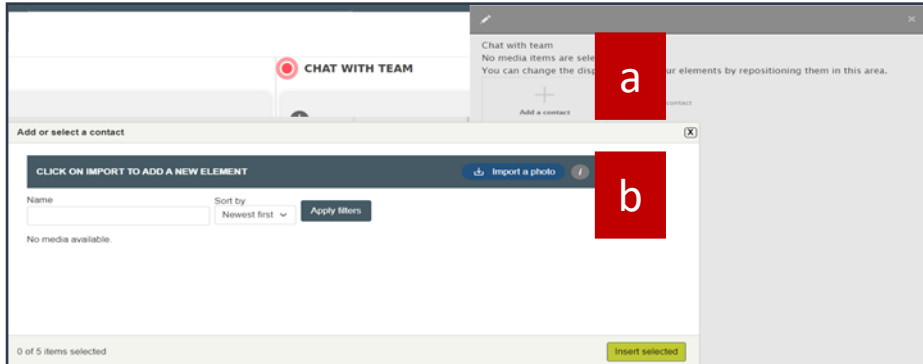 ×
Chat with team
No media items are sele
You can change the disp ur elements by repositioning them in this area.
a
CHAT WITH TEAM
Add a contact
contact
Add or select a contact
X
CLICK ON IMPORT TO ADD A NEW ELEMENT
Import a photo
i
b
Name
Sort by
Newest first
Apply filters
No media available.
0 of 5 items selected
Insert selected